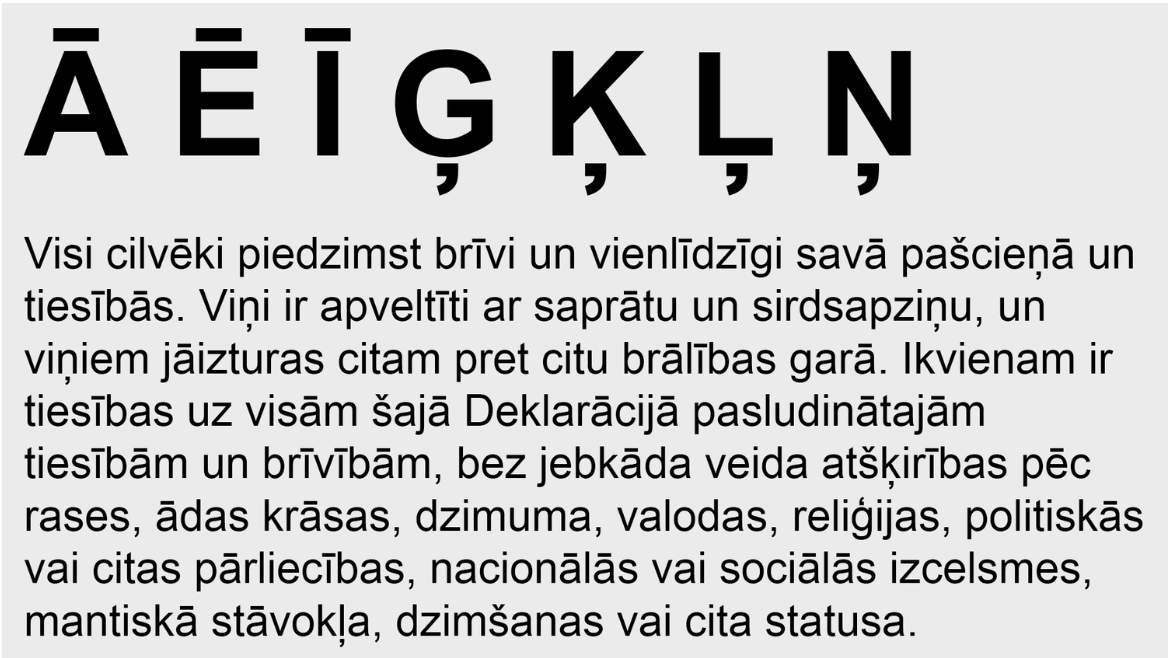 Ā Ē Ī Ģ Ķ Ļ Ņ
Visi cilvēki piedzimst brīvi un vienlīdzīgi savā pašcieņā un
tiesībās. Viņi ir apveltīti ar saprātu un sirdsapziņu, un
viņiem jāizturas citam pret citu brālības garā. Ikvienam ir
tiesības uz visām šajā Deklarācijā pasludinātajām
tiesībām un brīvībām, bez jebkāda veida atšķirības pēc
rases, ādas krāsas, dzimuma, valodas, reliģijas, politiskās
vai citas pārliecības, nacionālās vai sociālās izcelsmes,
mantiskā stāvokļa, dzimšanas vai cita statusa.